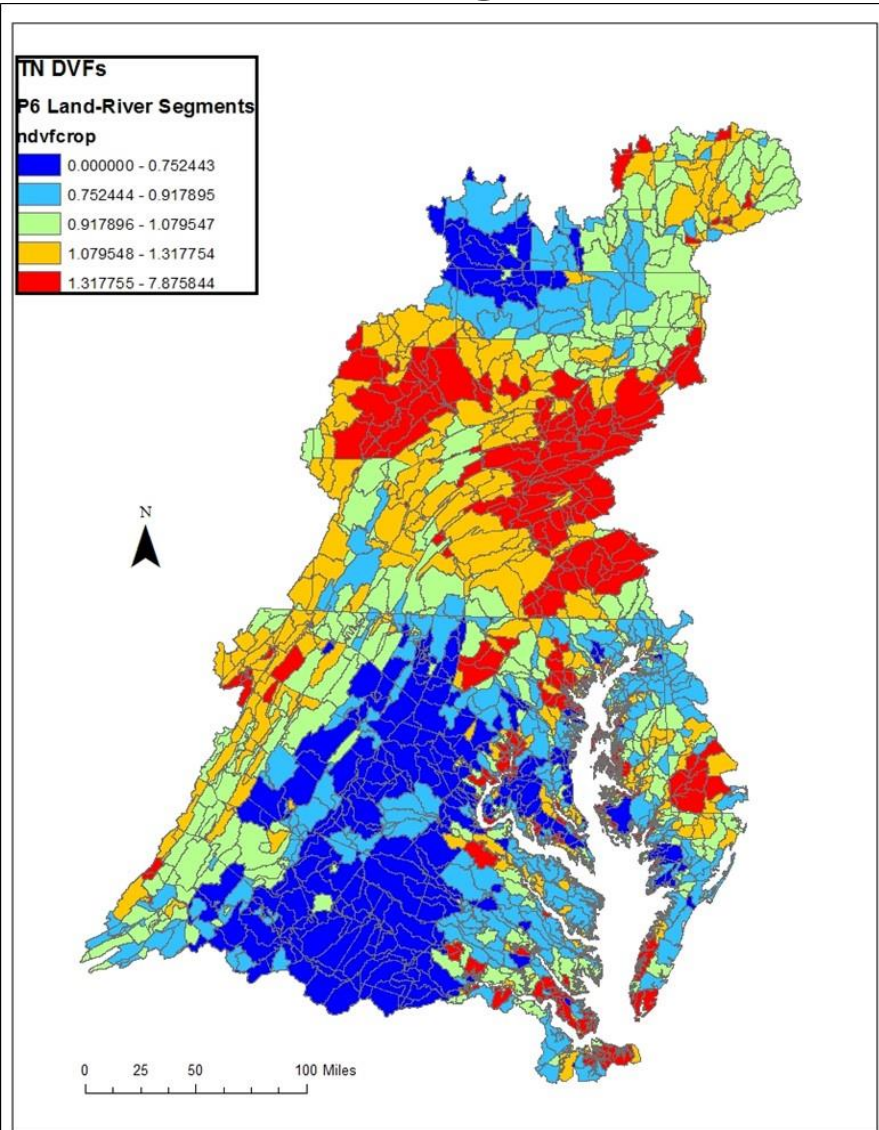 TN DVFs
P6 Land-River Segments
ndvfcrop
0.000000 - 0.752443
0.752444 - 0.917895
0.917896 - 1.079547
1.079548 - 1.317754
1.317755 - 7.875844
N
0 25 50 100 Miles